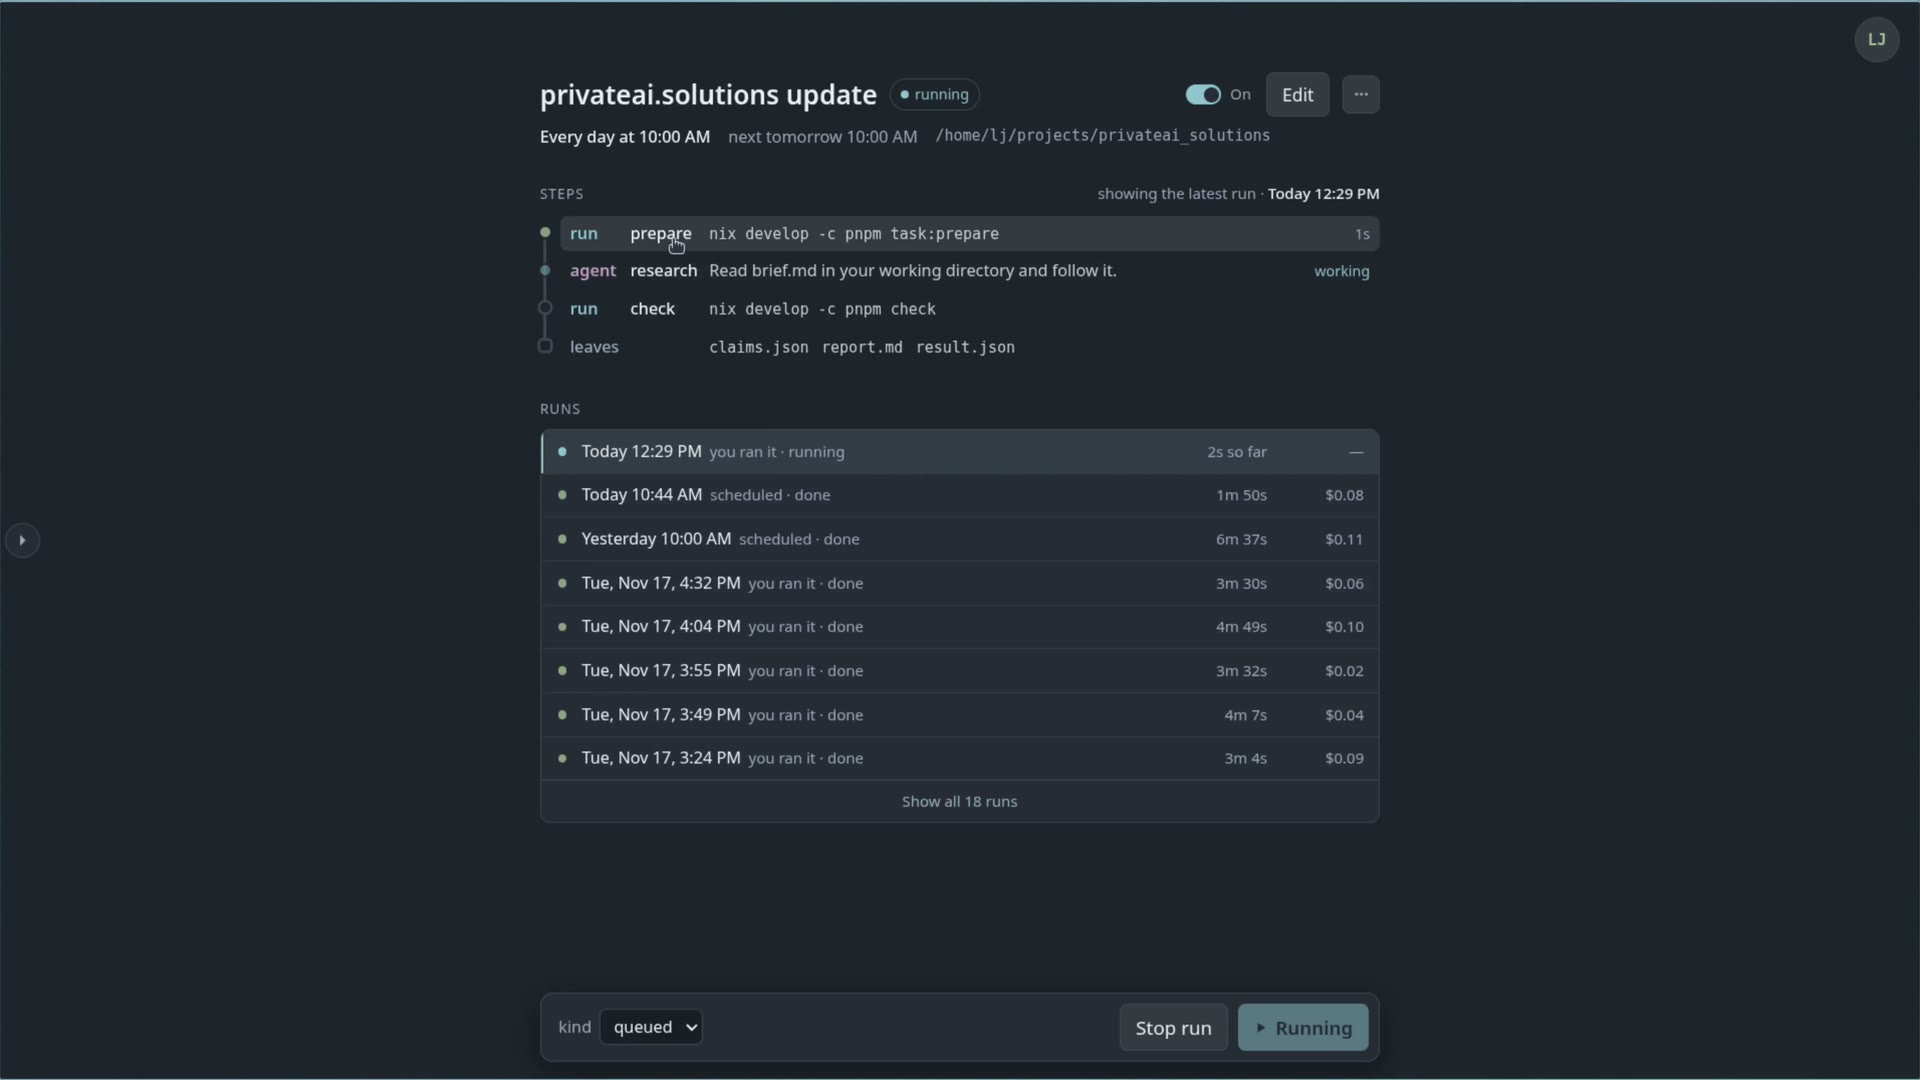 LJ
privateai.solutions update running On Edit ...
Every day at 10:00 AM next tomorrow 10:00 AM /home/lj/projects/privateai_solutions
STEPS showing the latest run · Today 12:29 PM
run prepare nix develop -c pnpm task:prepare 1s
agent research Read brief.md in your working directory and follow it. working
run check nix develop -c pnpm check
leaves claims.json report.md result.json
RUNS
Today 12:29 PM you ran it · running 2s so far —
Today 10:44 AM scheduled · done 1m 50s $0.08
Yesterday 10:00 AM scheduled · done 6m 37s $0.11
Tue, Nov 17, 4:32 PM you ran it · done 3m 30s $0.06
Tue, Nov 17, 4:04 PM you ran it · done 4m 49s $0.10
Tue, Nov 17, 3:55 PM you ran it · done 3m 32s $0.02
Tue, Nov 17, 3:49 PM you ran it · done 4m 7s $0.04
Tue, Nov 17, 3:24 PM you ran it · done 3m 4s $0.09
Show all 18 runs
kind queued Stop run Running